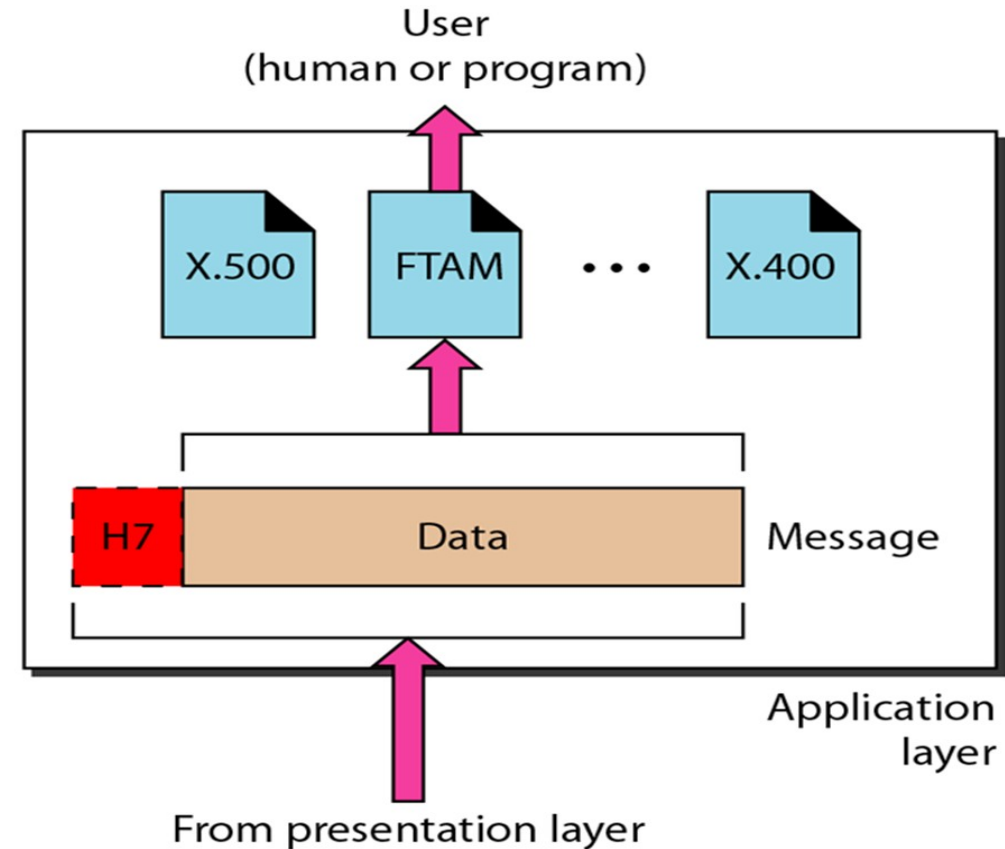 User
(human or program)
X.500 FTAM ... X.400
H7 Data Message
Application
layer
From presentation layer